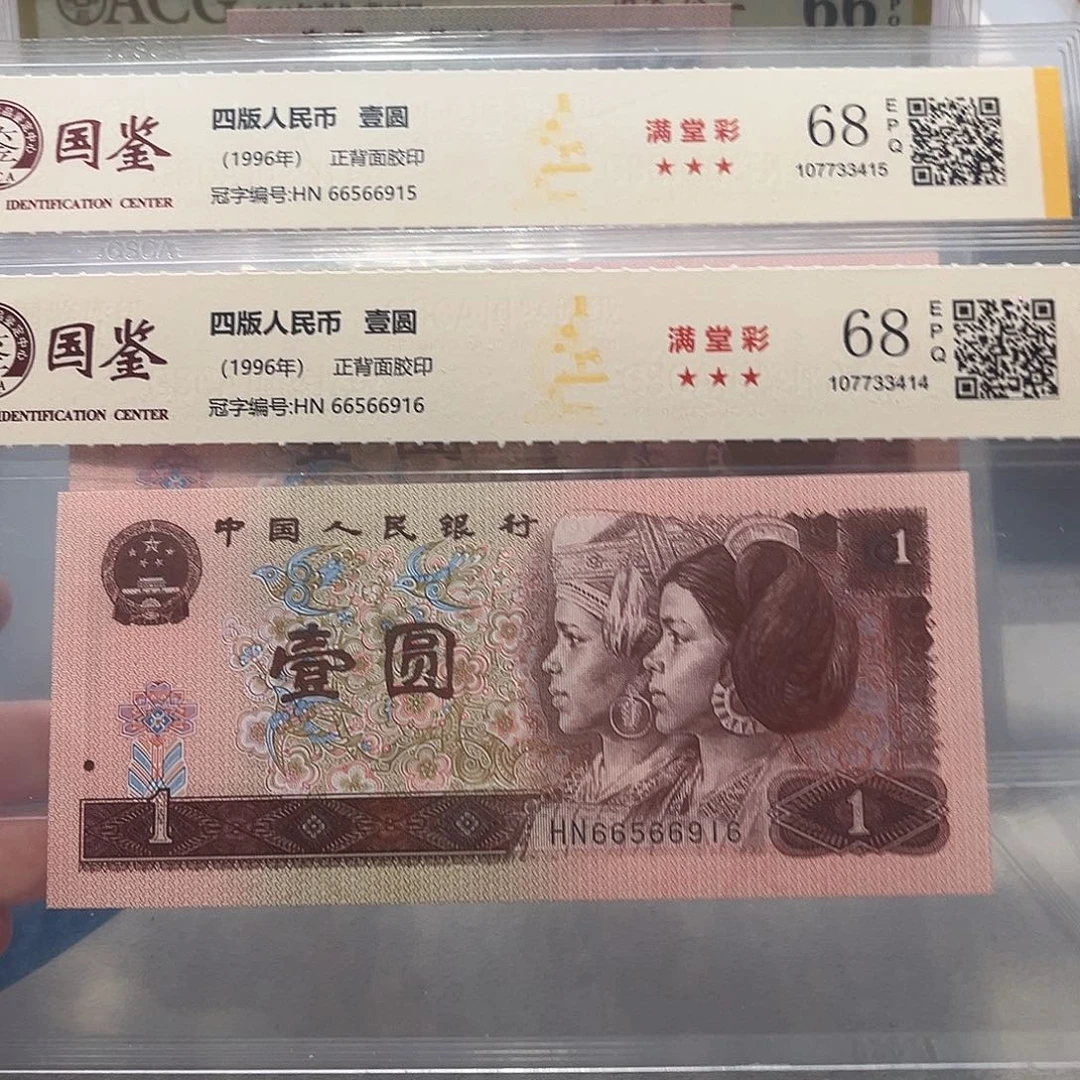 ACG
66
国鉴
IDENTIFICATION CENTER
四版人民币 壹圆
(1996年) 正背面胶印
冠字编号:HN 66566915
满堂彩
★★★
68
EPQ
107733415
国鉴
IDENTIFICATION CENTER
四版人民币 壹圆
(1996年) 正背面胶印
冠字编号:HN 66566916
满堂彩
★★★
68
EPQ
107733414
中国人民银行
1
壹圆
1
HN66566916
1